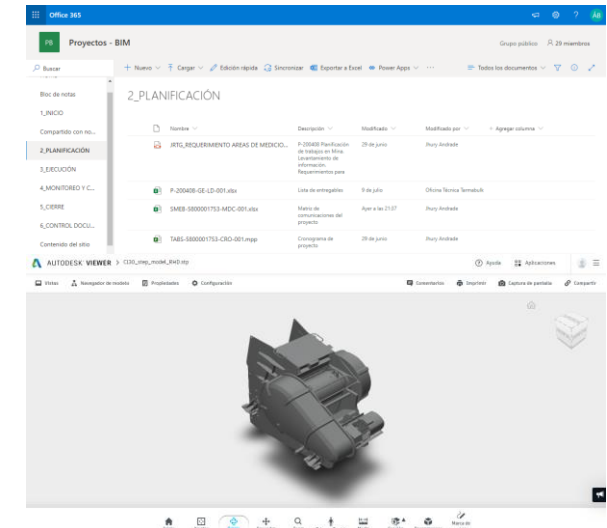 Office 365
?
ÁB
PB
Proyectos - BIM
Grupo público
29 miembros
Buscar
+ Nuevo
Cargar
Edición rápida
Sincronizar
Exportar a Excel
Power Apps
...
Todos los documentos
Bloc de notas
1_INICIO
Compartido con no...
2_PLANIFICACIÓN
3_EJECUCIÓN
4_MONITOREO Y C...
5_CIERRE
6_CONTROL DOCU...
Contenido del sitio
2_PLANIFICACIÓN
Nombre
Descripción
Modificado
Modificado por
+ Agregar columna
JRTG_REQUERIMIENTO AREAS DE MEDICIO...
P-200408 Planificación
de trabajos en Mina.
Levantamiento de
información.
Requerimientos para
29 de junio
Jhury Andrade
P-200408-GE-LD-001.xlsx
Lista de entregables
9 de julio
Oficina Técnica Termabulk
SMEB-5800001753-MDC-001.xlsx
Matriz de
comunicaciones del
proyecto
Ayer a las 21:07
Jhury Andrade
TABS-5800001753-CRO-001.mpp
Cronograma de
proyecto
29 de junio
Jhury Andrade
AUTODESK VIEWER
Ayuda
Aplicaciones
Vistas
Navegador de modelo
Propiedades
Configuración
Comentarios
Imprimir
Captura de pantalla
Compartir